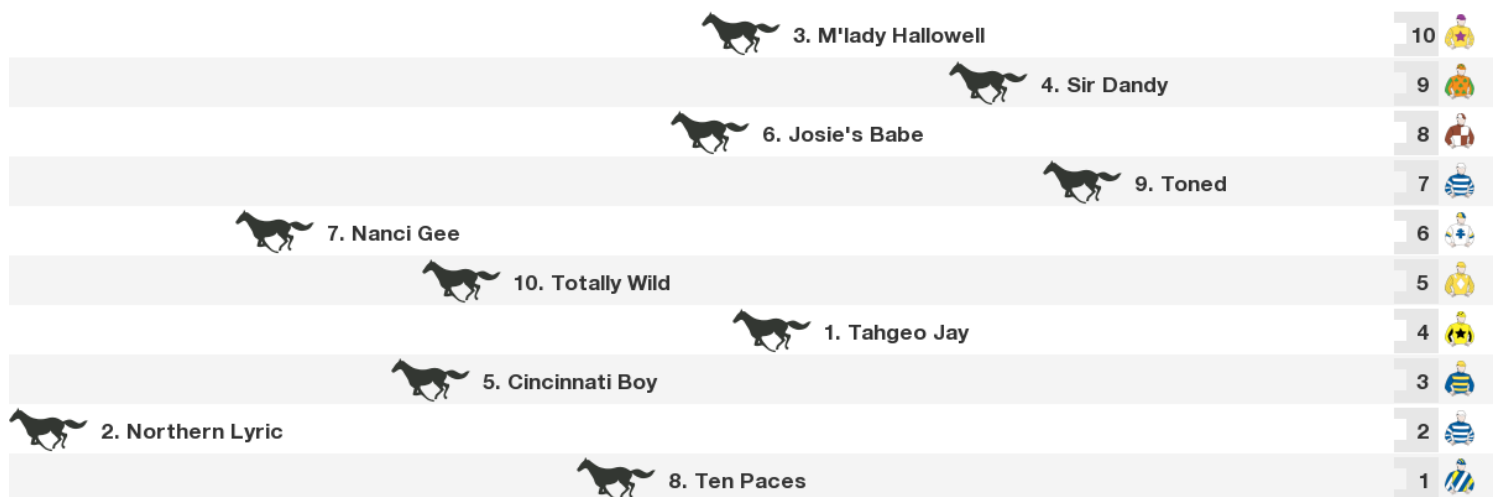 3. M'lady Hallowell 10
4. Sir Dandy 9
6. Josie's Babe 8
9. Toned 7
7. Nanci Gee 6
10. Totally Wild 5
1. Tahgeo Jay 4
5. Cincinnati Boy 3
2. Northern Lyric 2
8. Ten Paces 1